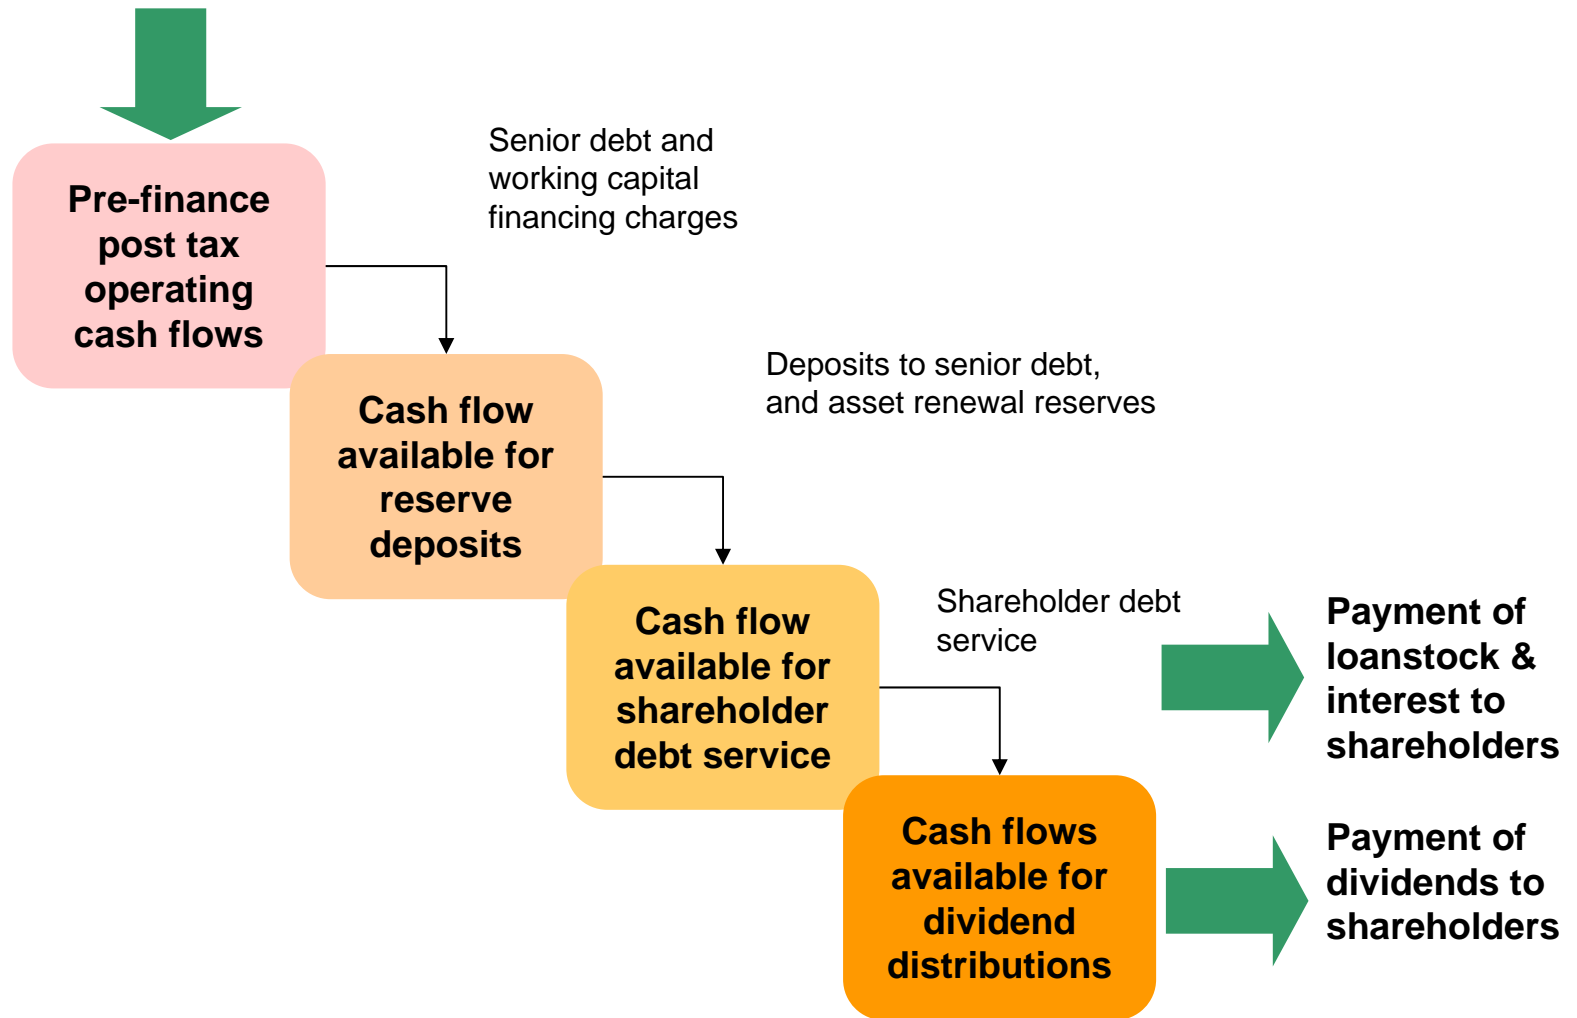 Senior debt and
working capital
financing charges
Pre-finance
post tax
operating
cash flows
Deposits to senior debt,
and asset renewal reserves
Cash flow
available for
reserve
deposits
Shareholder debt
service
Cash flow
available for
shareholder
debt service
Payment of
loanstock &
interest to
shareholders
Cash flows
available for
dividend
distributions
Payment of
dividends to
shareholders